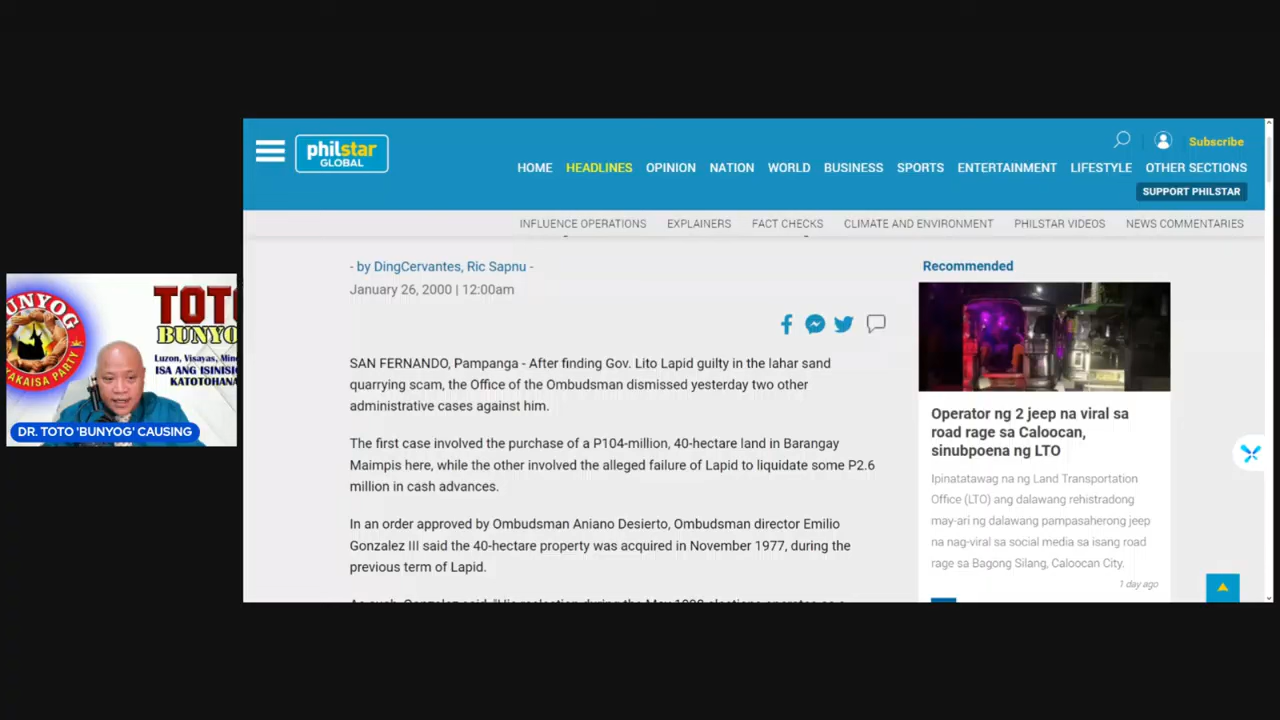 philstar
GLOBAL
Subscribe
HOME HEADLINES OPINION NATION WORLD BUSINESS SPORTS ENTERTAINMENT LIFESTYLE OTHER SECTIONS
SUPPORT PHILSTAR
INFLUENCE OPERATIONS EXPLAINERS FACT CHECKS CLIMATE AND ENVIRONMENT PHILSTAR VIDEOS NEWS COMMENTARIES
- by DingCervantes, Ric Sapnu -
January 26, 2000 | 12:00am
SAN FERNANDO, Pampanga - After finding Gov. Lito Lapid guilty in the lahar sand
quarrying scam, the Office of the Ombudsman dismissed yesterday two other
administrative cases against him.
The first case involved the purchase of a P104-million, 40-hectare land in Barangay
Maimpis here, while the other involved the alleged failure of Lapid to liquidate some P2.6
million in cash advances.
In an order approved by Ombudsman Aniano Desierto, Ombudsman director Emilio
Gonzalez III said the 40-hectare property was acquired in November 1977, during the
previous term of Lapid.
Recommended
Operator ng 2 jeep na viral sa
road rage sa Caloocan,
sinubpoena ng LTO
Ipinatatawag na ng Land Transportation
Office (LTO) ang dalawang rehistradong
may-ari ng dalawang pampasaherong jeep
na nag-viral sa social media sa isang road
rage sa Bagong Silang, Caloocan City.
1 day ago
BUNYOG
PARTY
TOTO
BUNYO
Luzon, Visayas, Min
ISA ANG ISINISI
KATOTOHANA
DR. TOTO 'BUNYOG' CAUSING